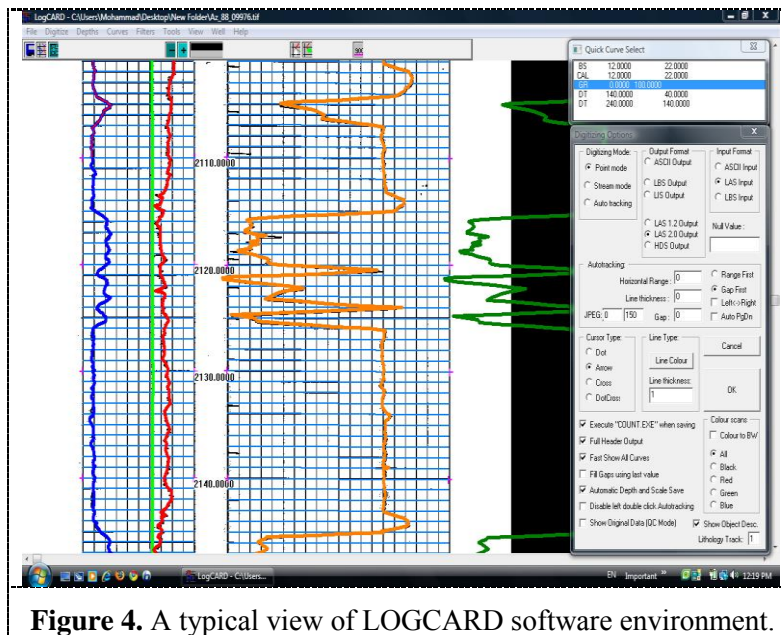 LogCARD - C:\Users\Mohammad\Desktop\New Folder\Az_88_09976.tif
File Digitize Depths Curves Filters Tools View Well Help
2110.0000
2120.0000
2130.0000
2140.0000
Quick Curve Select
BS 12.0000 22.0000
CAL 12.0000 22.0000
GR 0.0000 100.0000
DT 140.0000 40.0000
DT 240.0000 140.0000
Digitizing Options
Digitizing Mode:
Point mode
Stream mode
Auto tracking
Output Format
ASCII Output
LBS Output
LIS Output
LAS 1.2 Output
LAS 2.0 Output
HDS Output
Input Format
ASCII Input
LAS Input
LBS Input
Null Value :
Autotracking:
Horizontal Range : 0
Line thickness : 0
JPEG: 0 150 Gap : 0
Range First
Gap First
Left<->Right
Auto PgDn
Cursor Type:
Dot
Arrow
Cross
DotCross
Line Type:
Line Colour
Line thickness:
1
Cancel
OK
Execute "COUNT.EXE" when saving
Full Header Output
Fast Show All Curves
Fill Gaps using last value
Automatic Depth and Scale Save
Disable left double click Autotracking
Show Original Data (QC Mode)
Colour scans
Colour to BW
All
Black
Red
Green
Blue
Show Object Desc.
Lithology Track: 1
LogCARD - C:\Users...
EN Important » 12:19 PM
Figure 4. A typical view of LOGCARD software environment.